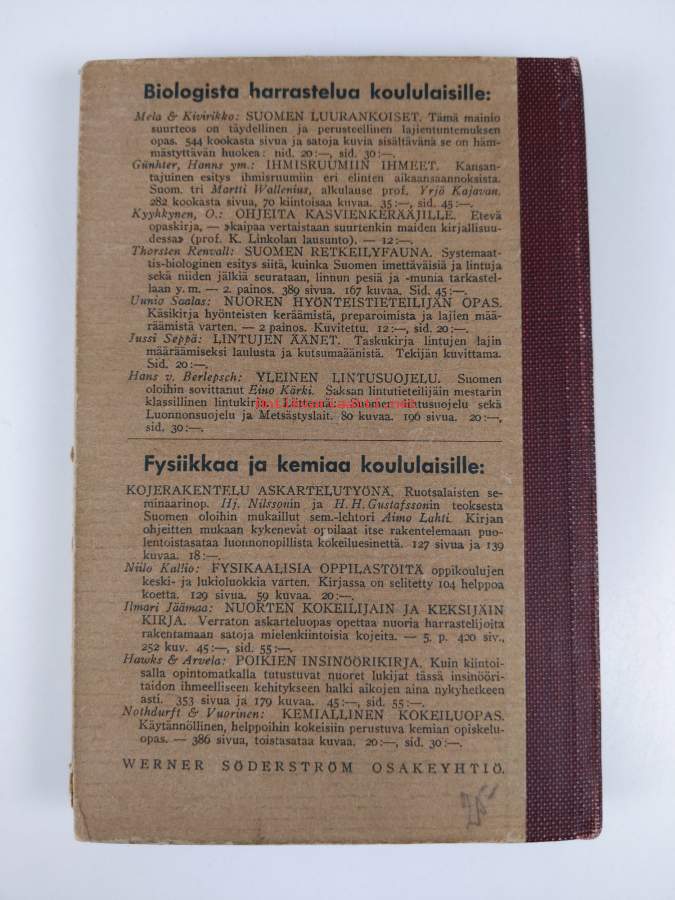 Biologista harrastelua koululaisille:
Mela & Kivirikko: SUOMEN LUURANKOISET. Tämä mainio
suurteos on täydellinen ja perusteellinen lajientuntemuksen
opas. 544 kookasta sivua ja satoja kuvia sisältävänä se on häm-
mästyttävän huokea: nid. 20:—, sid. 30:—.
Günhter, Hanns ym.: IHMISRUUMIIN IHMEET. Kansan-
tajuinen esitys ihmisruumiin eri elinten aikaansaannoksista.
Suom. tri Martti Wallenius, alkulause prof. Yrjö Kajavan.
282 kookasta sivua, 70 kiintoisaa kuvaa. 35:—, sid. 45:—.
Kyyhkynen, O.: OHJEITA KASVIENKERÄÄJILLE. Etevä
opaskirja, — »kaipaa vertaistaan suurtenkin maiden kirjallisuu-
dessa» (prof. K. Linkolan lausunto). — 12:—.
Thorsten Renvall: SUOMEN RETKEILYFAUNA. Systemaat-
tis-biologinen esitys siitä, kuinka Suomen imettäväisiä ja lintuja
sekä niiden jälkiä seurataan, linnun pesiä ja -munia tarkastel-
laan y. m. — 2. painos. 389 sivua. 167 kuvaa. Sid. 45:—.
Uunio Saalas: NUOREN HYÖNTEISTIETEILIJÄN OPAS.
Käsikirja hyönteisten keräämistä, preparoimista ja lajien mää-
räämistä varten. — 2 painos. Kuvitettu. 12:—, sid. 20:—.
Jussi Seppä: LINTUJEN ÄÄNET. Taskukirja lintujen lajin
määräämiseksi laulusta ja kutsumaäänistä. Tekijän kuvittama.
Sid. 20:—.
Hans v. Berlepsch: YLEINEN LINTUSUOJELU. Suomen
oloihin sovittanut Eino Kärki. Saksan lintutieteilijäin mestarin
klassillinen lintukirja. Liitteenä: Suomen lintusuojelu sekä
Luonnonsuojelu ja Metsästyslait. 80 kuvaa. 196 sivua. 20:—,
sid. 30:—.
Fysiikkaa ja kemiaa koululaisille:
KOJERAKENTELU ASKARTELUTYÖNÄ. Ruotsalaisten se-
minaarinop. Hj. Nilssonin ja H. H. Gustafssonin teoksesta
Suomen oloihin mukaillut sem.-lehtori Aimo Lahti. Kirjan
ohjeitten mukaan kykenevät oppilaat itse rakentelemaan puo-
lentoistasataa luonnonopillista kokeiluesinettä. 127 sivua ja 139
kuvaa. 18:—.
Niilo Kallio: FYSIKAALISIA OPPILASTÖITÄ oppikoulujen
keski- ja lukioluokkia varten. Kirjassa on selitetty 104 helppoa
koetta. 129 sivua. 59 kuvaa. 20:—.
Ilmari Jäämaa: NUORTEN KOKEILIJAIN JA KEKSIJÄIN
KIRJA. Verraton askarteluopas opettaa nuoria harrastelijoita
rakentamaan satoja mielenkiintoisia kojeita. — 5. p. 420 siv.,
252 kuv. 45:—, sid. 55:—.
Hawks & Arvela: POIKIEN INSINÖÖRIKIRJA. Kuin kiintoi-
salla opintomatkalla tutustuvat nuoret lukijat tässä insinööri-
taidon ihmeelliseen kehitykseen halki aikojen aina nykyhetkeen
asti. 353 sivua ja 179 kuvaa. 45:—, sid. 55:—.
Nothdurft & Vuorinen: KEMIALLINEN KOKEILUOPAS.
Käytännöllinen, helppoihin kokeisiin perustuva kemian opiskelu-
opas. — 386 sivua, toistasataa kuvaa. 20:—, sid. 30:—.
WERNER SÖDERSTRÖM OSAKEYHTIÖ.